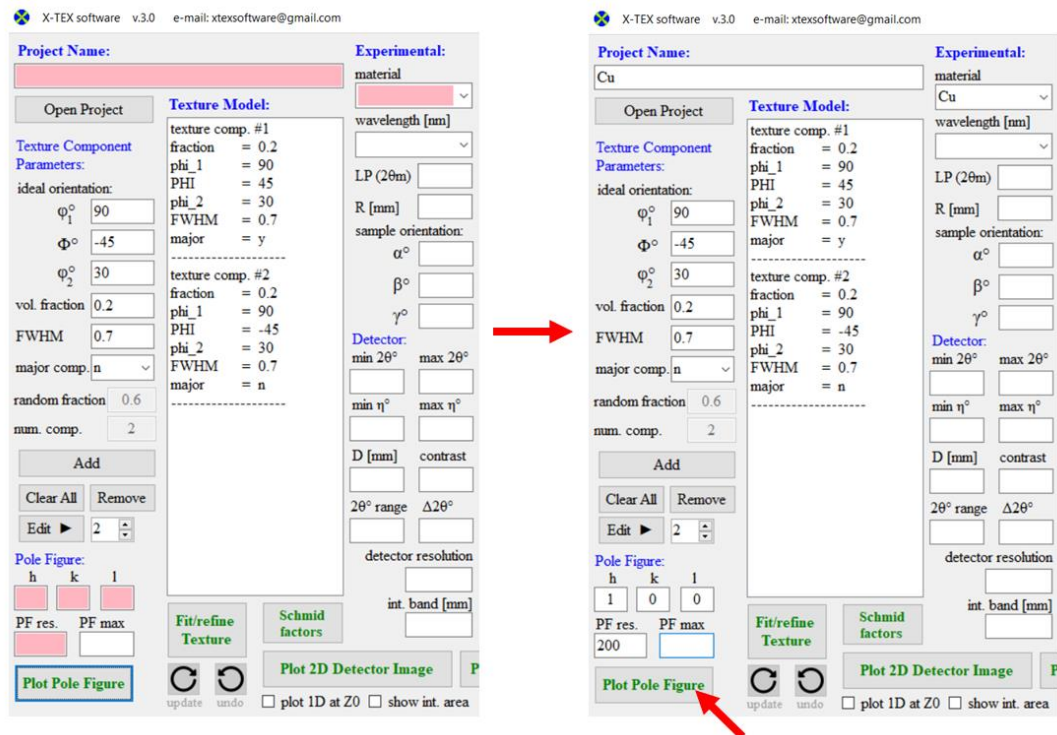 X-TEX software v.3.0 e-mail: xtexsoftware@gmail.com
Project Name:
Experimental:
material
Open Project
Texture Model:
wavelength [nm]
Texture Component
Parameters:
ideal orientation:
φ₁° 90
Φ° -45
φ₂° 30
vol. fraction 0.2
FWHM 0.7
major comp. n
random fraction 0.6
num. comp. 2
Add
Clear All Remove
Edit ► 2
Pole Figure:
h k l
PF res. PF max
Plot Pole Figure
texture comp. #1
fraction = 0.2
phi_1 = 90
PHI = 45
phi_2 = 30
FWHM = 0.7
major = y
--------------------
texture comp. #2
fraction = 0.2
phi_1 = 90
PHI = -45
phi_2 = 30
FWHM = 0.7
major = n
--------------------
Fit/refine
Texture
Schmid
factors
update undo
LP (2θm)
R [mm]
sample orientation:
α°
β°
γ°
Detector:
min 2θ° max 2θ°
min η° max η°
D [mm] contrast
2θ° range Δ2θ°
detector resolution
int. band [mm]
Plot 2D Detector Image P
plot 1D at Z0 show int. area
X-TEX software v.3.0 e-mail: xtexsoftware@gmail.com
Project Name:
Cu
Experimental:
material
Cu
Open Project
Texture Model:
wavelength [nm]
Texture Component
Parameters:
ideal orientation:
φ₁° 90
Φ° -45
φ₂° 30
vol. fraction 0.2
FWHM 0.7
major comp. n
random fraction 0.6
num. comp. 2
Add
Clear All Remove
Edit ► 2
Pole Figure:
h k l
1 0 0
PF res. PF max
200
Plot Pole Figure
texture comp. #1
fraction = 0.2
phi_1 = 90
PHI = 45
phi_2 = 30
FWHM = 0.7
major = y
--------------------
texture comp. #2
fraction = 0.2
phi_1 = 90
PHI = -45
phi_2 = 30
FWHM = 0.7
major = n
--------------------
Fit/refine
Texture
Schmid
factors
update undo
LP (2θm)
R [mm]
sample orientation:
α°
β°
γ°
Detector:
min 2θ° max 2θ°
min η° max η°
D [mm] contrast
2θ° range Δ2θ°
detector resolution
int. band [mm]
Plot 2D Detector Image P
plot 1D at Z0 show int. area